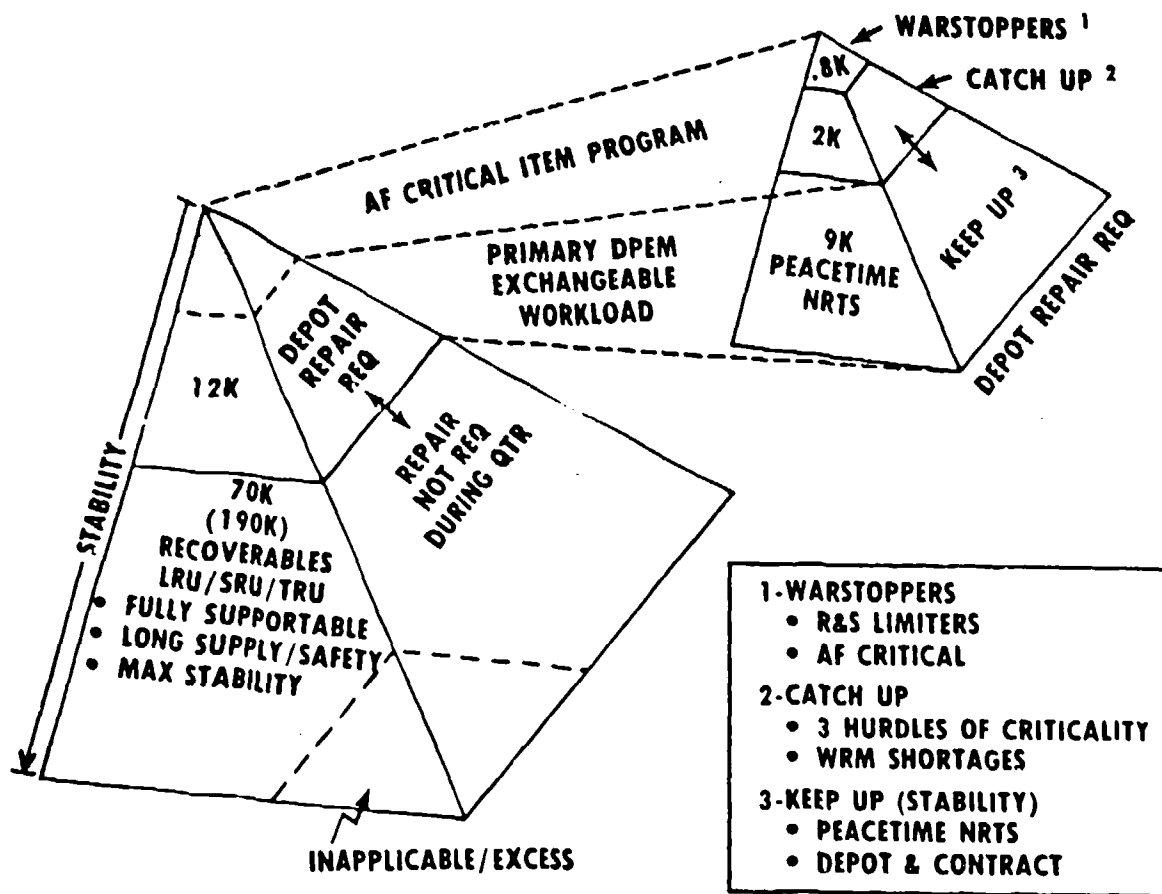 WARSTOPPERS 1
CATCH UP 2
.8K
2K
AF CRITICAL ITEM PROGRAM
KEEP UP 3
9K
PEACETIME
NRTS
PRIMARY DPEM
EXCHANGEABLE
WORKLOAD
DEPOT REPAIR REQ
DEPOT
REPAIR
REQ
12K
REPAIR
NOT REQ
DURING QTR
STABILITY
70K
(190K)
RECOVERABLES
LRU/SRU/TRU
• FULLY SUPPORTABLE
• LONG SUPPLY/SAFETY
• MAX STABILITY
INAPPLICABLE/EXCESS
1-WARSTOPPERS
• R&S LIMITERS
• AF CRITICAL
2-CATCH UP
• 3 HURDLES OF CRITICALITY
• WRM SHORTAGES
3-KEEP UP (STABILITY)
• PEACETIME NRTS
• DEPOT & CONTRACT